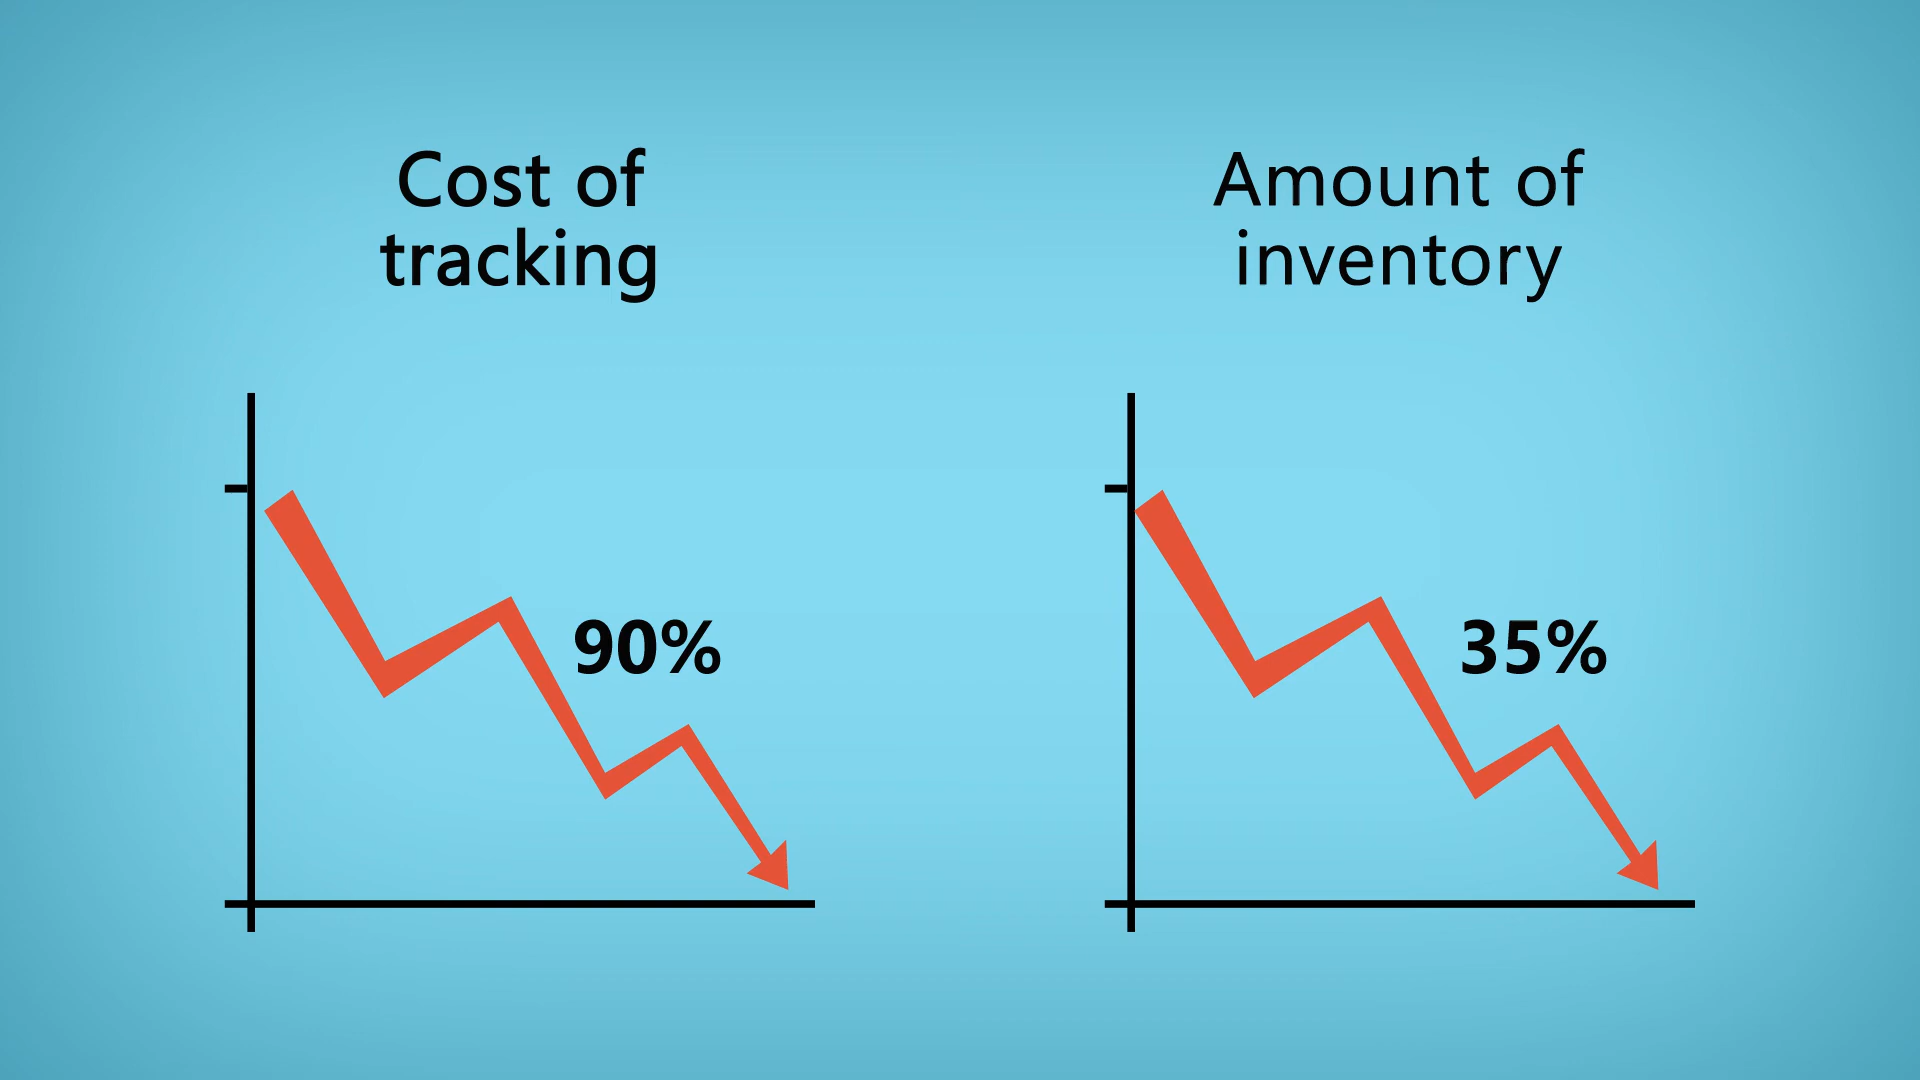 Cost of
tracking
90%
Amount of
inventory
35%